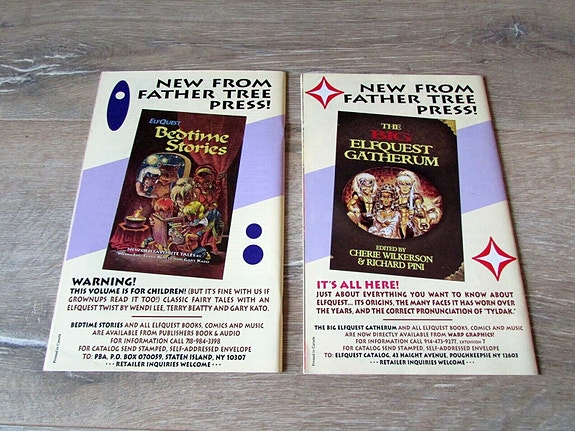 NEW FROM
FATHER TREE
PRESS!
ELFQUEST
Bedtime
Stories
WARNING!
THIS VOLUME IS FOR CHILDREN! (BUT IT'S FINE WITH US IF
GROWNUPS READ IT TOO!) CLASSIC FAIRY TALES WITH AN
ELFQUEST TWIST BY WENDI LEE, TERRY BEATTY AND GARY KATO.
BEDTIME STORIES AND ALL ELFQUEST BOOKS, COMICS AND MUSIC
ARE AVAILABLE FROM PUBLISHERS BOOK & AUDIO
FOR INFORMATION CALL 718-984-3398
FOR CATALOG SEND STAMPED, SELF-ADDRESSED ENVELOPE
TO: PBA, P.O. BOX 070059, STATEN ISLAND, NY 10307
• • • RETAILER INQUIRIES WELCOME • • •
Printed in Canada
NEW FROM
FATHER TREE
PRESS!
THE
BIG
ELFQUEST
GATHERUM
EDITED BY
CHERIE WILKERSON
& RICHARD PINI
IT'S ALL HERE!
JUST ABOUT EVERYTHING YOU WANT TO KNOW ABOUT
ELFQUEST...ITS ORIGINS, THE MANY FACES IT HAS WORN OVER
THE YEARS, AND THE CORRECT PRONUNCIATION OF "TYLDAK."
THE BIG ELFQUEST GATHERUM AND ALL ELFQUEST BOOKS, COMICS AND MUSIC
ARE NOW DIRECTLY AVAILABLE FROM WARP GRAPHICS!
FOR INFORMATION CALL 914-473-9277, EXTENSION 7
FOR CATALOG SEND STAMPED, SELF-ADDRESSED ENVELOPE
TO: ELFQUEST CATALOG, 43 HAIGHT AVENUE, POUGHKEEPSIE NY 12603
• • • RETAILER INQUIRIES WELCOME • • •
Printed in Canada